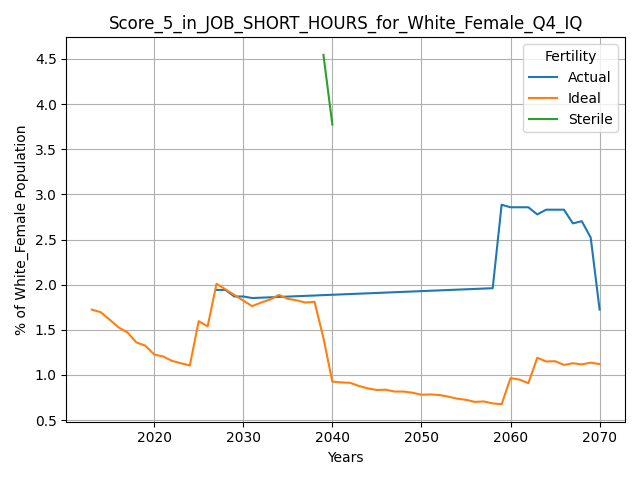 Score_5_in_JOB_SHORT_HOURS_for_White_Female_Q4_IQ
Fertility
Actual
Ideal
Sterile
% of White_Female Population
4.5
4.0
3.5
3.0
2.5
2.0
1.5
1.0
0.5
2020 2030 2040 2050 2060 2070
Years